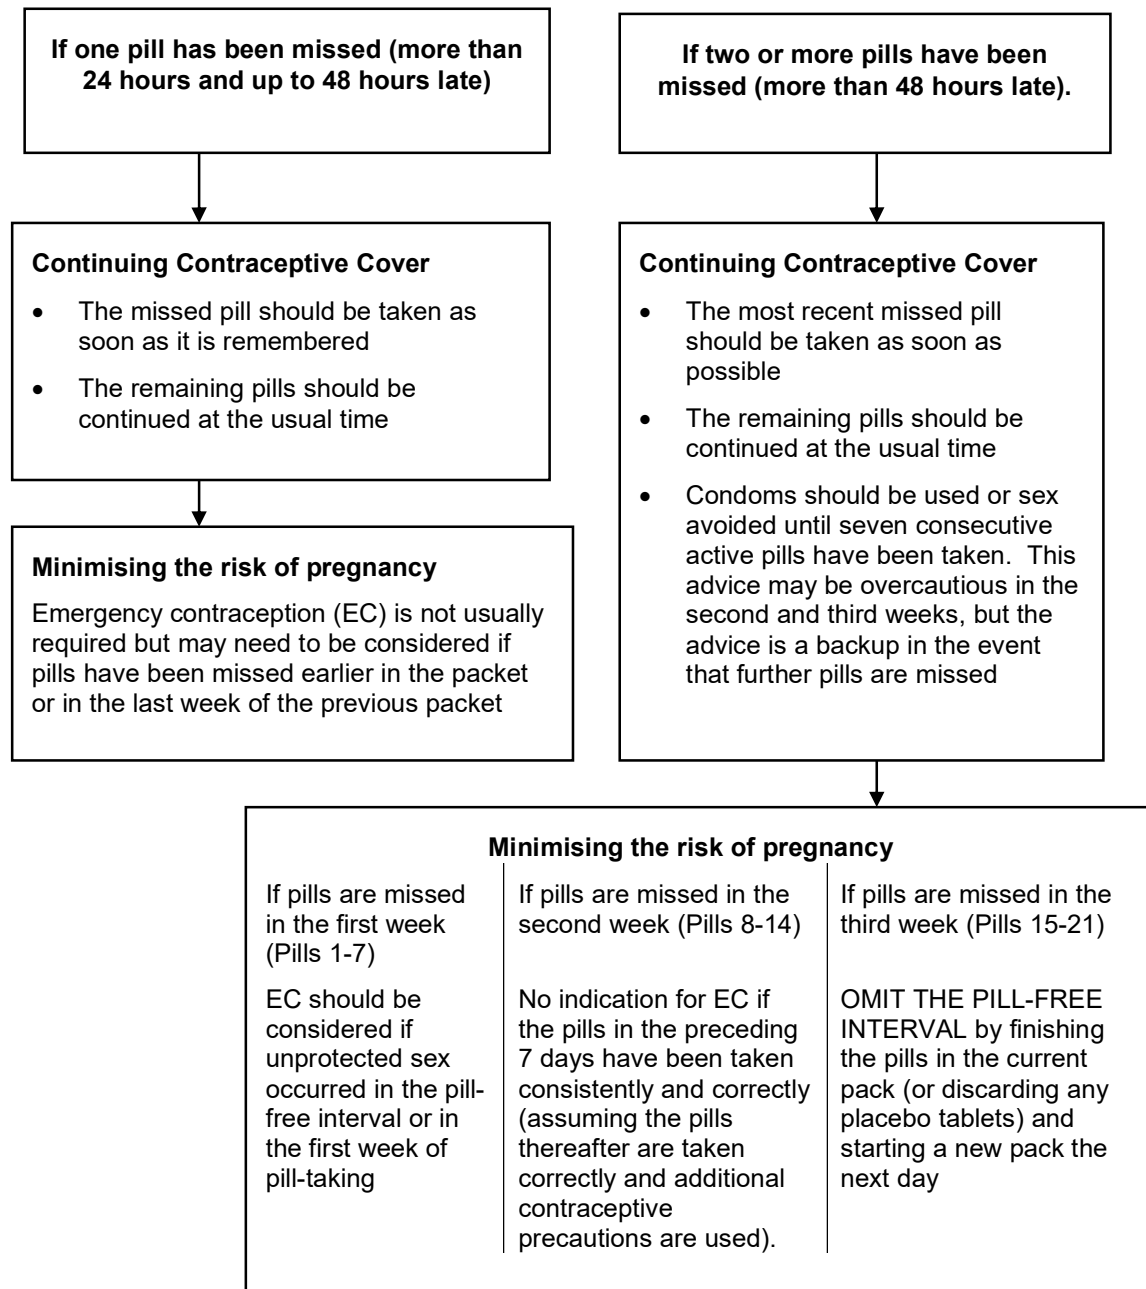 If one pill has been missed (more than
24 hours and up to 48 hours late)
Continuing Contraceptive Cover
• The missed pill should be taken as
soon as it is remembered
• The remaining pills should be
continued at the usual time
Minimising the risk of pregnancy
Emergency contraception (EC) is not usually
required but may need to be considered if
pills have been missed earlier in the packet
or in the last week of the previous packet
If two or more pills have been
missed (more than 48 hours late).
Continuing Contraceptive Cover
• The most recent missed pill
should be taken as soon as
possible
• The remaining pills should be
continued at the usual time
• Condoms should be used or sex
avoided until seven consecutive
active pills have been taken. This
advice may be overcautious in the
second and third weeks, but the
advice is a backup in the event
that further pills are missed
Minimising the risk of pregnancy
If pills are missed
in the first week
(Pills 1-7)
EC should be
considered if
unprotected sex
occurred in the pill-
free interval or in
the first week of
pill-taking
If pills are missed in the
second week (Pills 8-14)
No indication for EC if
the pills in the preceding
7 days have been taken
consistently and correctly
(assuming the pills
thereafter are taken
correctly and additional
contraceptive
precautions are used).
If pills are missed in the
third week (Pills 15-21)
OMIT THE PILL-FREE
INTERVAL by finishing
the pills in the current
pack (or discarding any
placebo tablets) and
starting a new pack the
next day